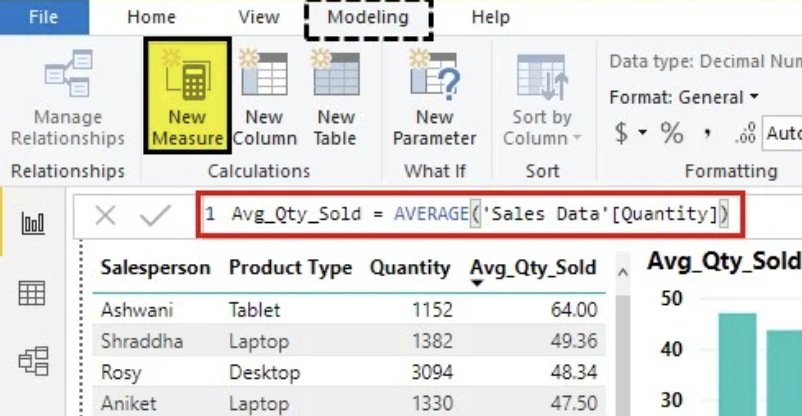 File Home View Modeling Help
Manage Relationships
New Measure
New Column
New Table
New Parameter
Sort by Column
Data type: Decimal Num
Format: General
$ % , .00 Auto
Relationships Calculations What If Sort Formatting
1 Avg_Qty_Sold = AVERAGE('Sales Data'[Quantity])
Salesperson Product Type Quantity Avg_Qty_Sold
Ashwani Tablet 1152 64.00
Shraddha Laptop 1382 49.36
Rosy Desktop 3094 48.34
Aniket Laptop 1330 47.50
Avg_Qty_Sold
50
40
30